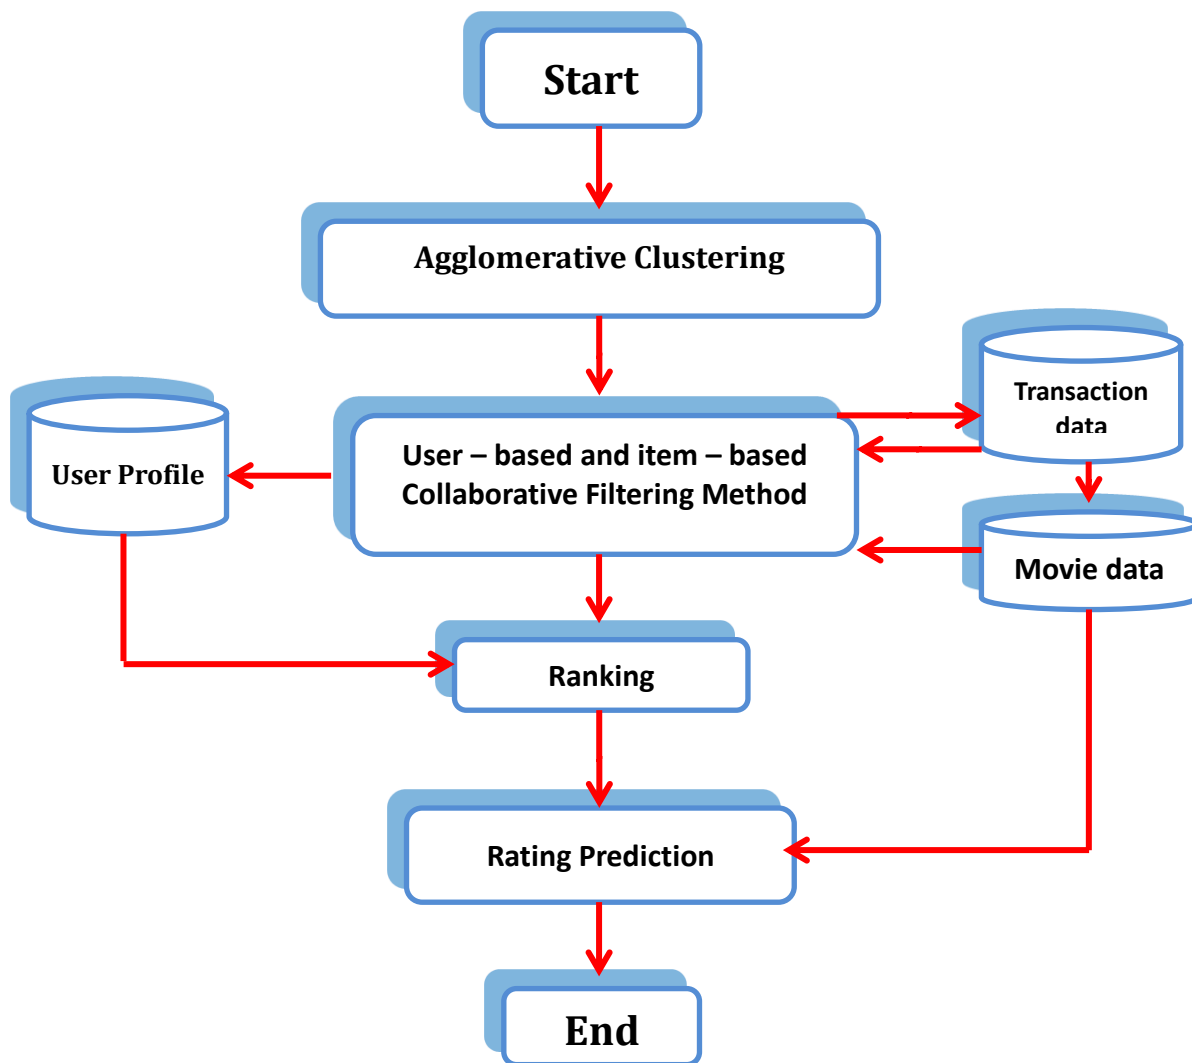 Start
Agglomerative Clustering
Transaction
data
User – based and item – based
Collaborative Filtering Method
User Profile
Movie data
Ranking
Rating Prediction
End